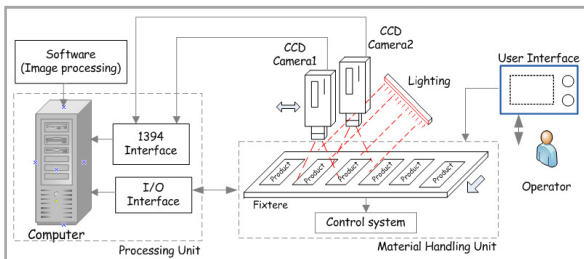 Software
(Image processing)
CCD
Camera1
CCD
Camera2
Lighting
User Interface
1394
Interface
I/O
Interface
Computer
Processing Unit
Product
Product
Product
Product
Product
Product
Fixtere
Control system
Material Handling Unit
Operator